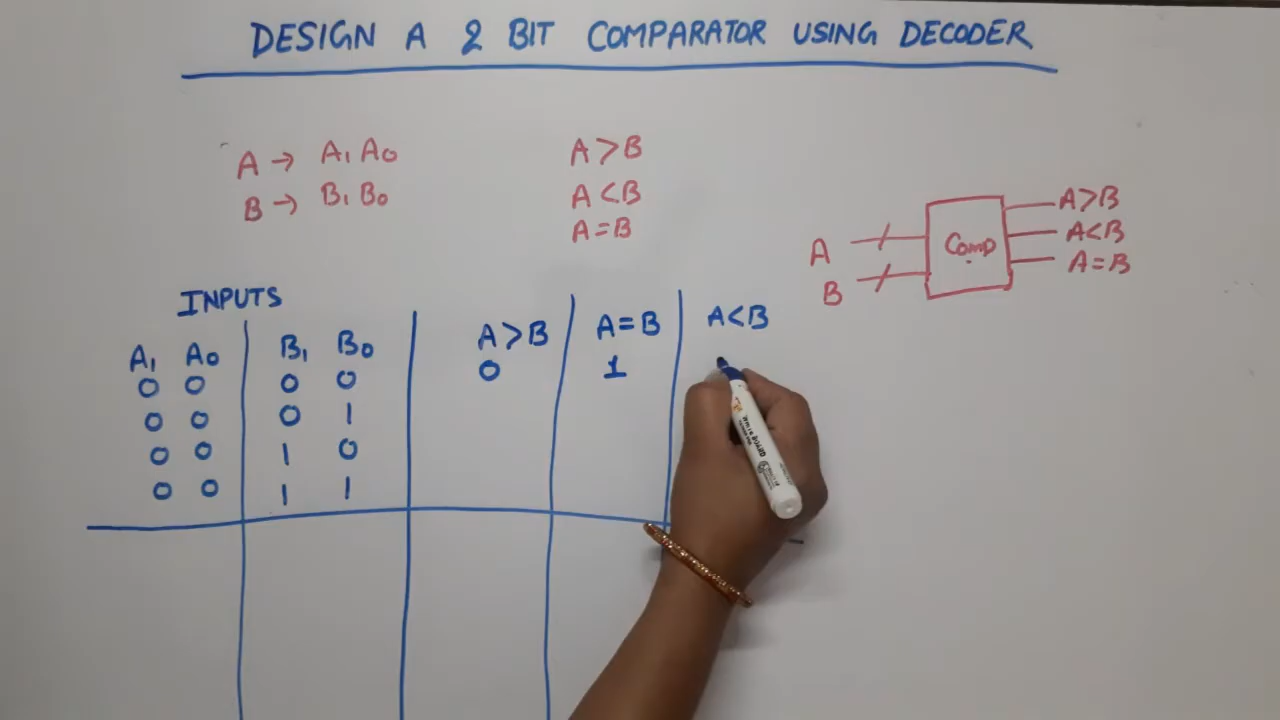 DESIGN A 2 BIT COMPARATOR USING DECODER
A → A1 A0
B → B1 B0
A>B
A<B
A=B
A
B
Comp
A>B
A<B
A=B
INPUTS
A1 A0 B1 B0 A>B A=B A<B
0 0 0 0 0 1
0 0 0 1
0 0 1 0
0 0 1 1